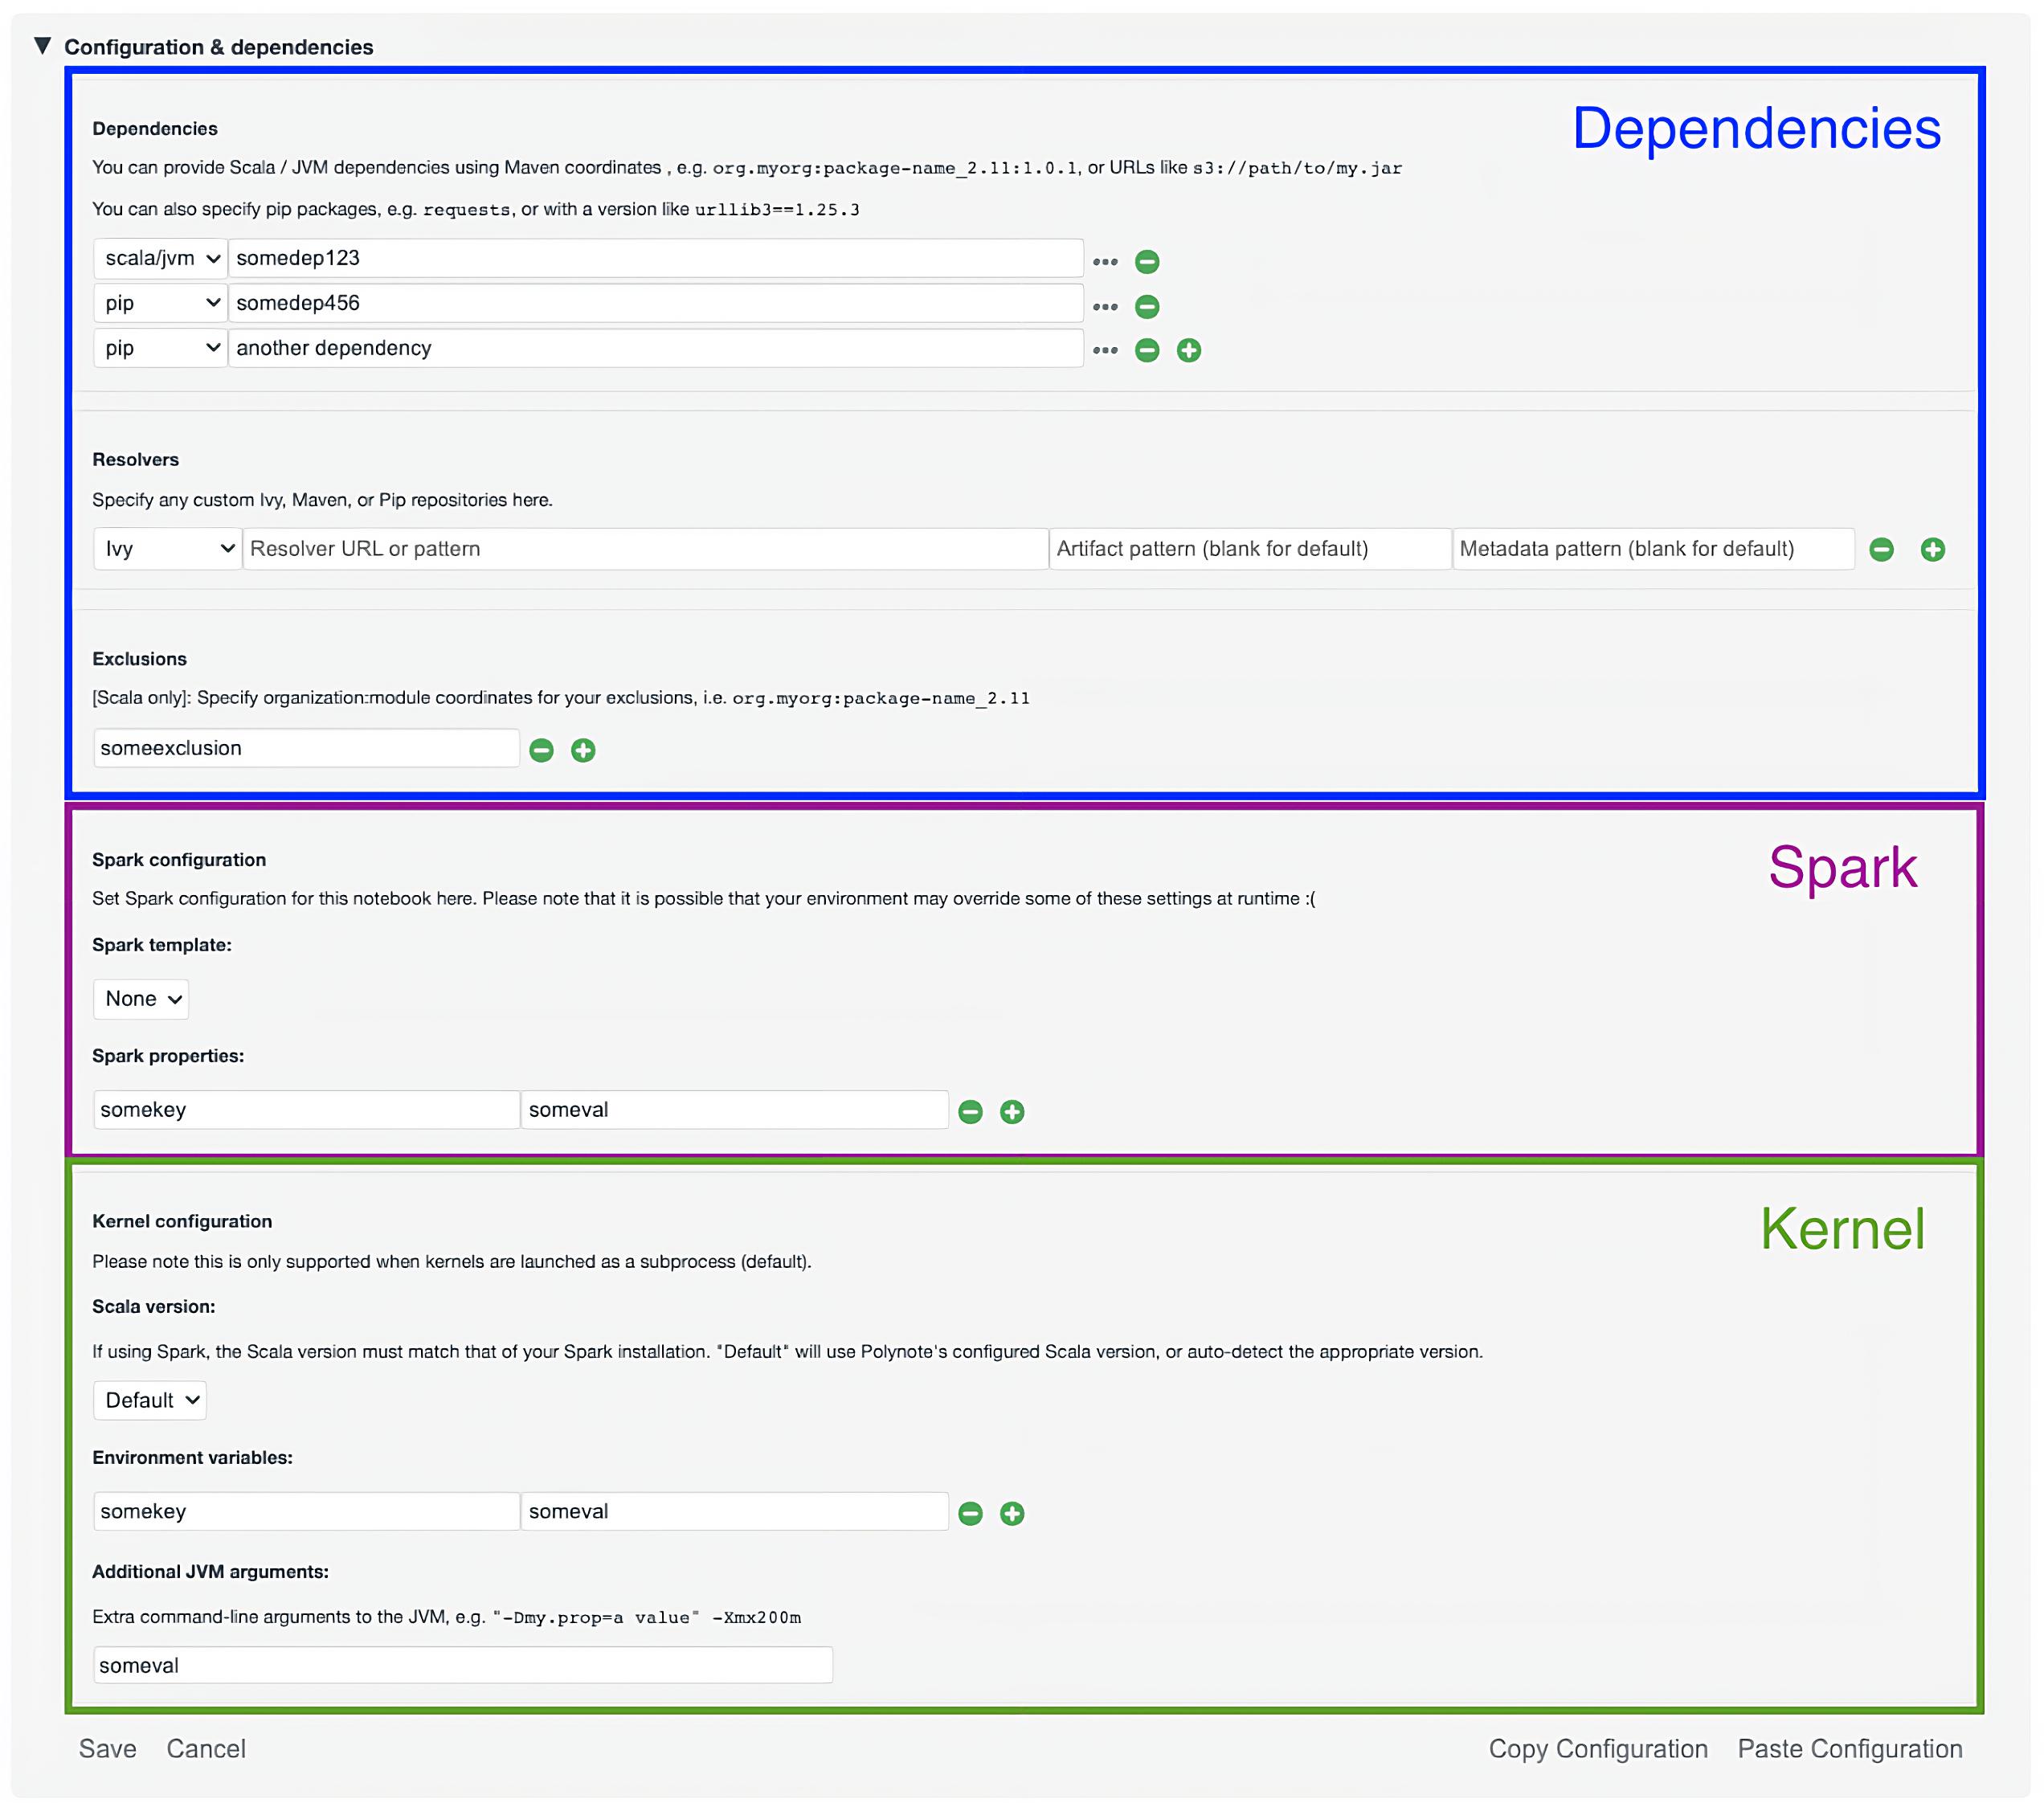 Configuration & dependencies
Dependencies
Dependencies
You can provide Scala / JVM dependencies using Maven coordinates , e.g. org.myorg:package-name_2.11:1.0.1, or URLs like s3://path/to/my.jar
You can also specify pip packages, e.g. requests, or with a version like urllib3==1.25.3
scala/jvm somedep123
pip somedep456
pip another dependency
Resolvers
Specify any custom Ivy, Maven, or Pip repositories here.
Ivy Resolver URL or pattern Artifact pattern (blank for default) Metadata pattern (blank for default)
Exclusions
[Scala only]: Specify organization:module coordinates for your exclusions, i.e. org.myorg:package-name_2.11
someexclusion
Spark configuration
Spark
Set Spark configuration for this notebook here. Please note that it is possible that your environment may override some of these settings at runtime :(
Spark template:
None
Spark properties:
somekey someval
Kernel configuration
Kernel
Please note this is only supported when kernels are launched as a subprocess (default).
Scala version:
If using Spark, the Scala version must match that of your Spark installation. "Default" will use Polynote's configured Scala version, or auto-detect the appropriate version.
Default
Environment variables:
somekey someval
Additional JVM arguments:
Extra command-line arguments to the JVM, e.g. "-Dmy.prop=a value" -Xmx200m
someval
Save Cancel Copy Configuration Paste Configuration